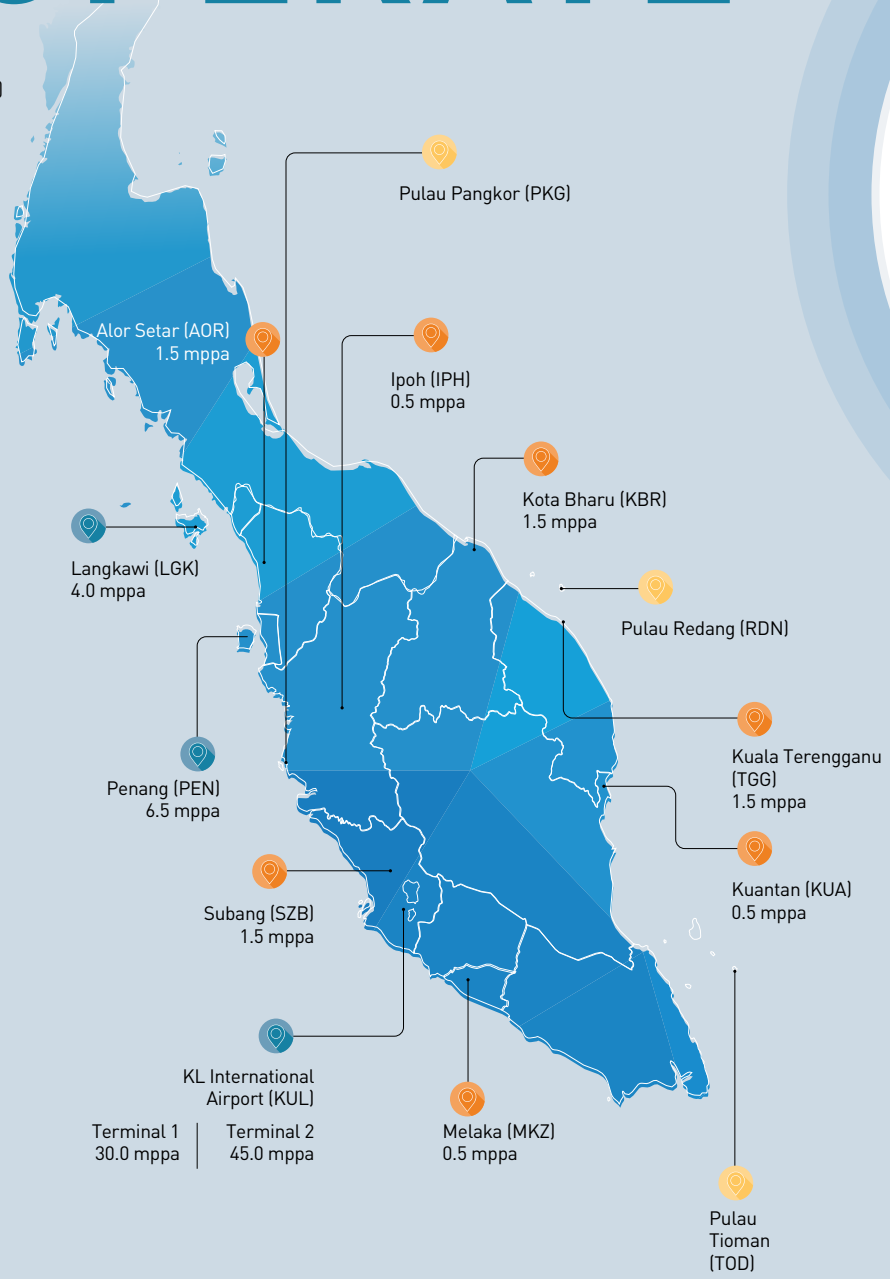 Pulau Pangkor (PKG)
Alor Setar (AOR)
1.5 mppa
Ipoh (IPH)
0.5 mppa
Kota Bharu (KBR)
1.5 mppa
Langkawi (LGK)
4.0 mppa
Pulau Redang (RDN)
Penang (PEN)
6.5 mppa
Kuala Terengganu
(TGG)
1.5 mppa
Subang (SZB)
1.5 mppa
Kuantan (KUA)
0.5 mppa
KL International
Airport (KUL)
Terminal 1
30.0 mppa
Terminal 2
45.0 mppa
Melaka (MKZ)
0.5 mppa
Pulau
Tioman
(TOD)